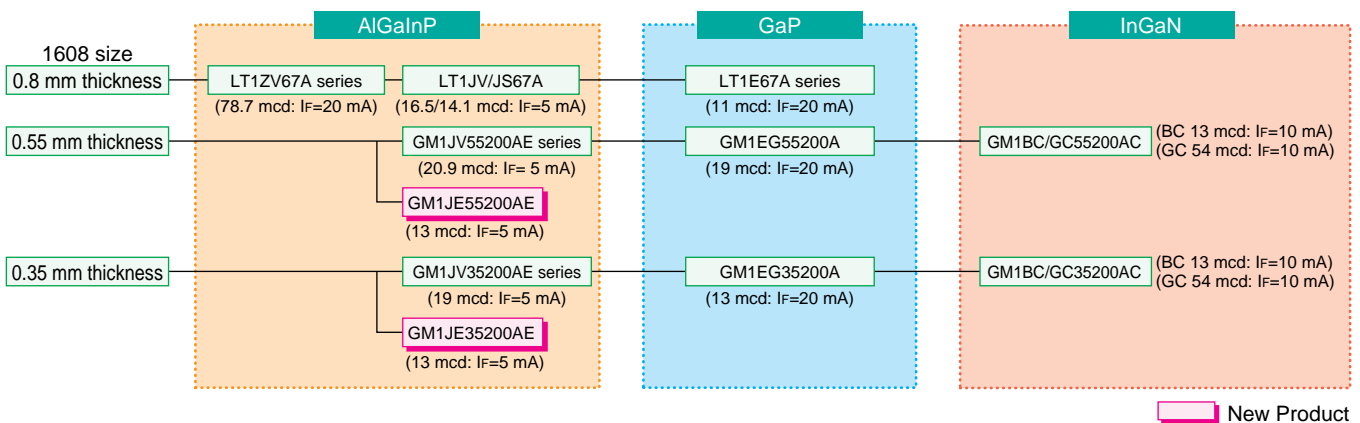 AlGaInP
GaP
InGaN
1608 size
0.8 mm thickness
LT1ZV67A series
LT1JV/JS67A
LT1E67A series
(78.7 mcd: IF=20 mA)
(16.5/14.1 mcd: IF=5 mA)
(11 mcd: IF=20 mA)
0.55 mm thickness
GM1JV55200AE series
GM1EG55200A
GM1BC/GC55200AC
(BC 13 mcd: IF=10 mA)
(GC 54 mcd: IF=10 mA)
(20.9 mcd: IF= 5 mA)
(19 mcd: IF=20 mA)
GM1JE55200AE
(13 mcd: IF=5 mA)
0.35 mm thickness
GM1JV35200AE series
GM1EG35200A
GM1BC/GC35200AC
(BC 13 mcd: IF=10 mA)
(GC 54 mcd: IF=10 mA)
(19 mcd: IF=5 mA)
(13 mcd: IF=20 mA)
GM1JE35200AE
(13 mcd: IF=5 mA)
New Product